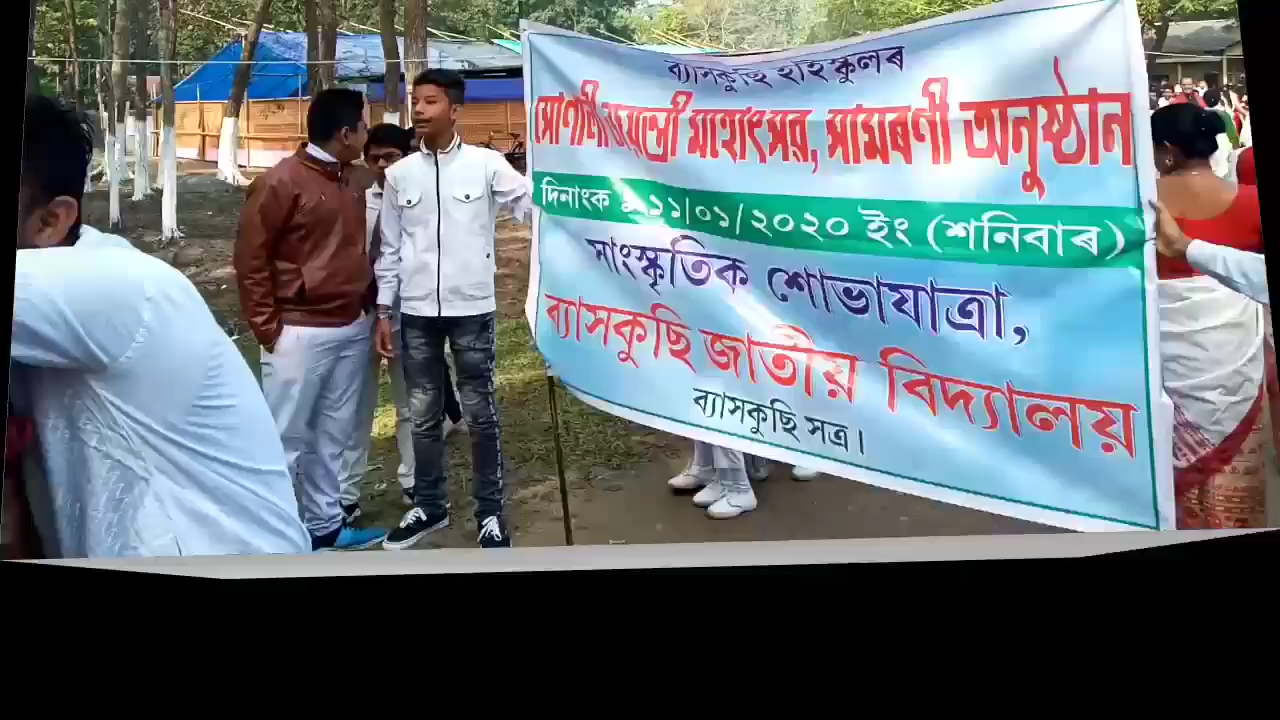 ব্যাসকুছি হাইস্কুলৰ
সোণালী জয়ন্তী মহোৎসৱ, সামৰণী অনুষ্ঠান
দিনাংক : ১১/০১/২০২০ ইং (শনিবাৰ)
সাংস্কৃতিক শোভাযাত্ৰা,
ব্যাসকুছি জাতীয় বিদ্যালয়
ব্যাসকুছি সত্ৰ।